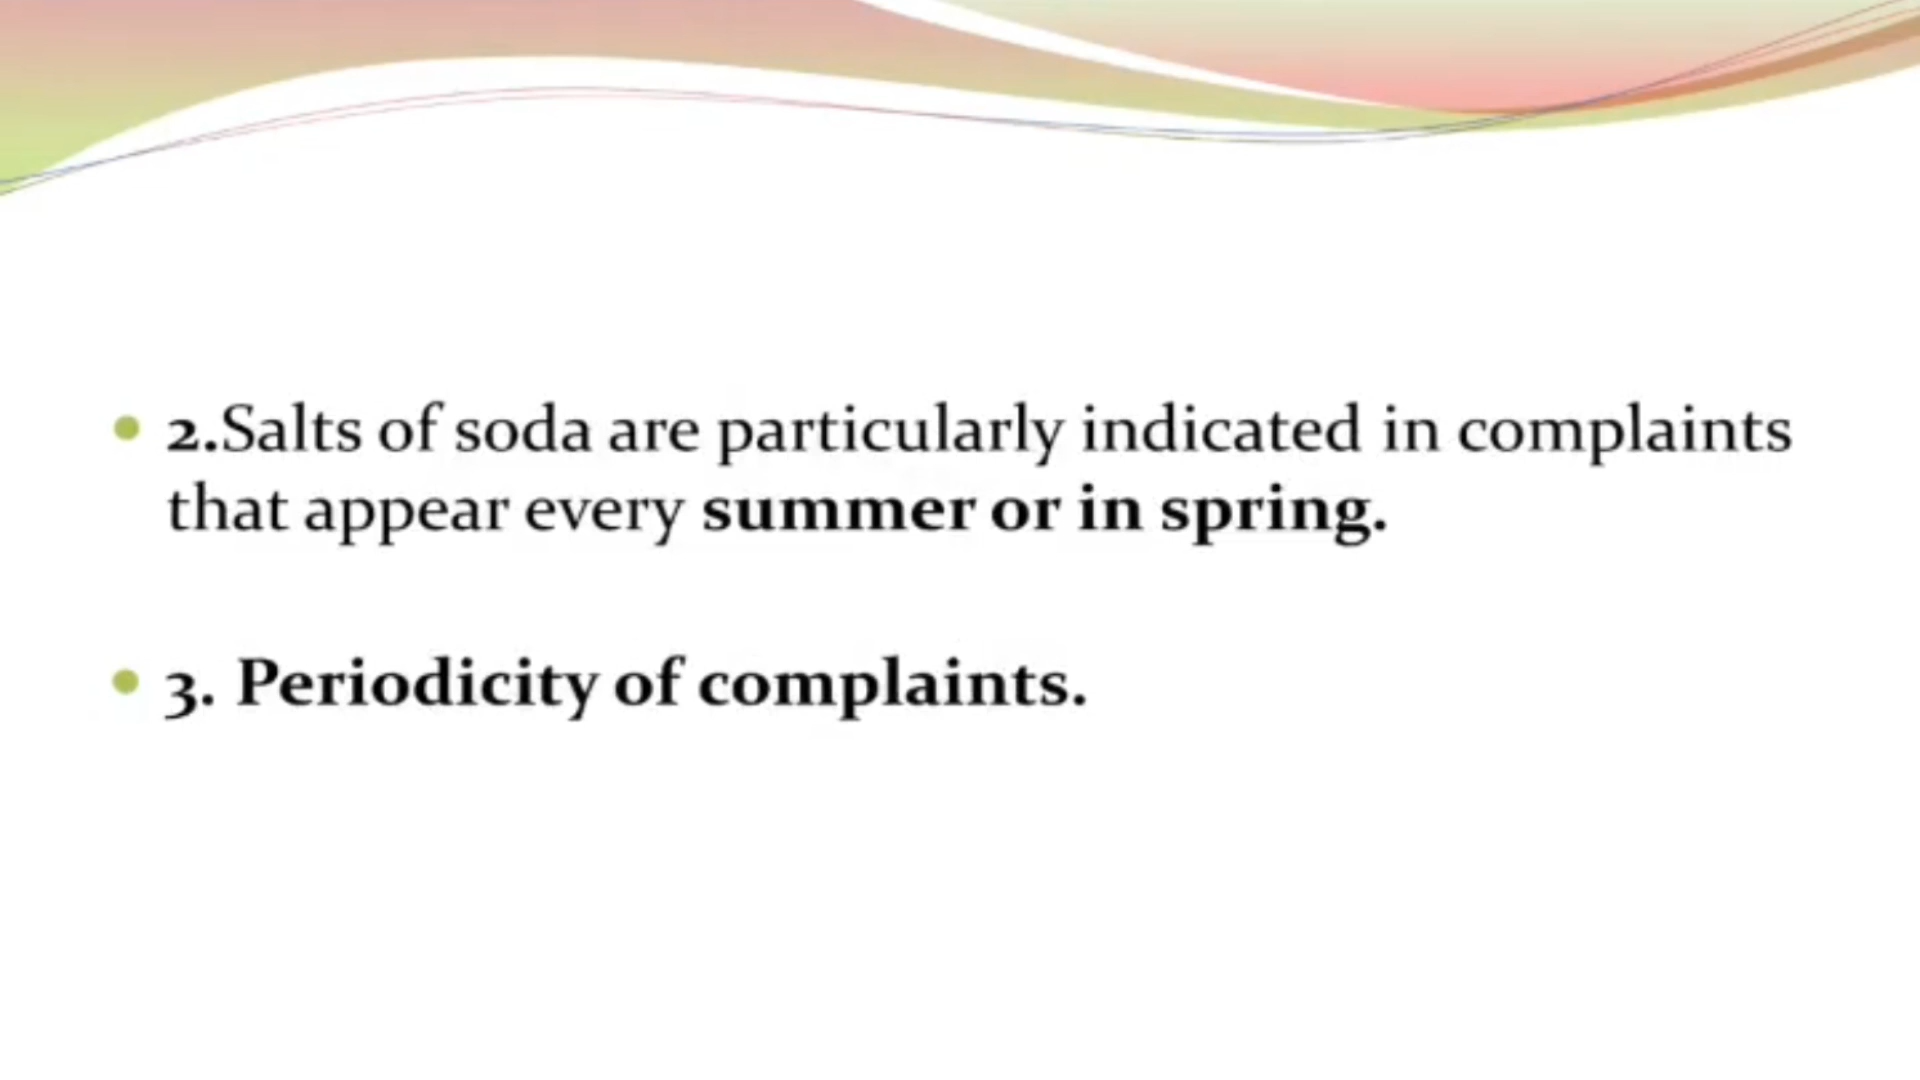 2.Salts of soda are particularly indicated in complaints
that appear every summer or in spring.
3. Periodicity of complaints.